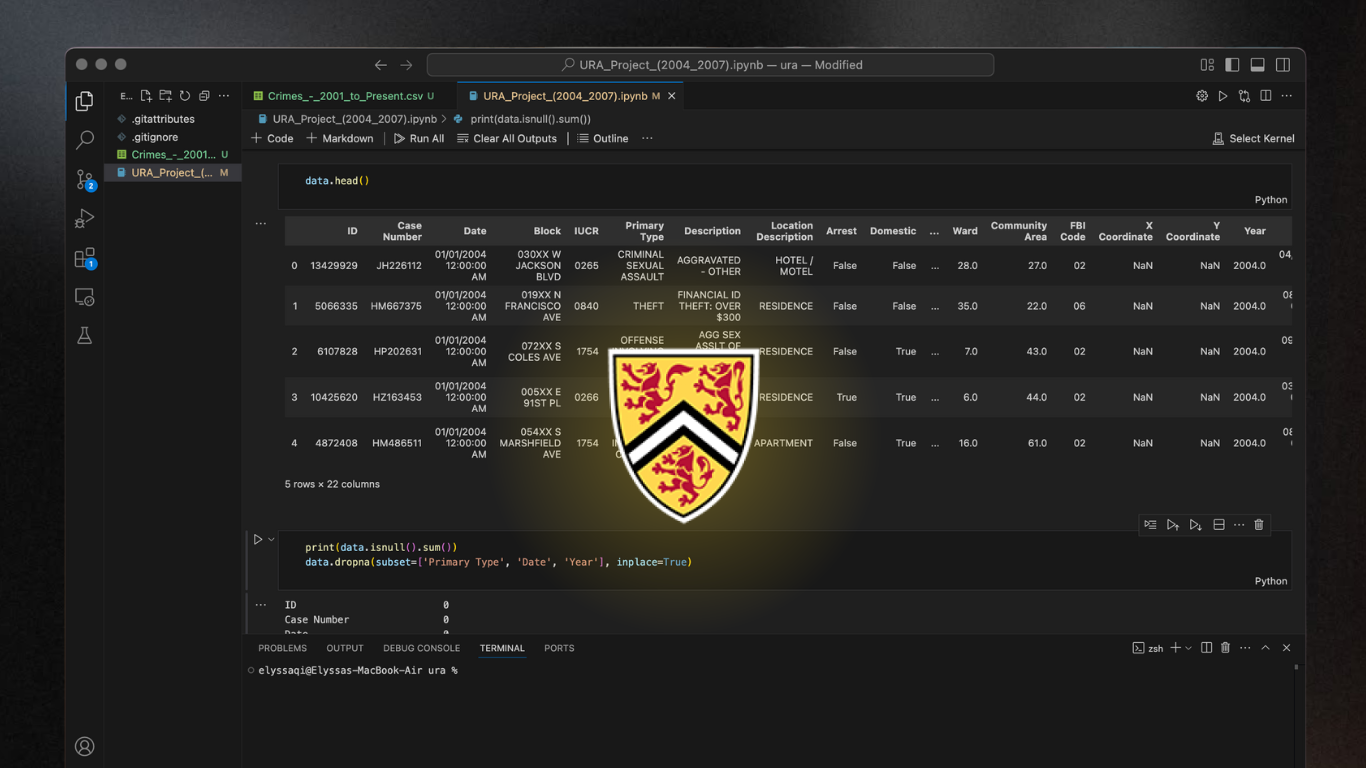 URA_Project_(2004_2007).ipynb — ura — Modified
E...
Crimes_-_2001_to_Present.csv U
URA_Project_(2004_2007).ipynb M
.gitattributes
.gitignore
Crimes_-_2001... U
URA_Project_(... M
2
1
URA_Project_(2004_2007).ipynb > print(data.isnull().sum())
+ Code + Markdown Run All Clear All Outputs Outline ...
Select Kernel
data.head()
Python
ID Case Number Date Block IUCR Primary Type Description Location Description Arrest Domestic ... Ward Community Area FBI Code X Coordinate Y Coordinate Year
0 13429929 JH226112 01/01/2004 12:00:00 AM 030XX W JACKSON BLVD 0265 CRIMINAL SEXUAL ASSAULT AGGRAVATED - OTHER HOTEL / MOTEL False False ... 28.0 27.0 02 NaN NaN 2004.0 04,
1 5066335 HM667375 01/01/2004 12:00:00 AM 019XX N FRANCISCO AVE 0840 THEFT FINANCIAL ID THEFT: OVER $300 RESIDENCE False False ... 35.0 22.0 06 NaN NaN 2004.0
2 6107828 HP202631 01/01/2004 12:00:00 AM 072XX S COLES AVE 1754 OFFENSE AGG SEX ASSLT OF RESIDENCE False True ... 7.0 43.0 02 NaN NaN 2004.0 09
3 10425620 HZ163453 01/01/2004 12:00:00 AM 005XX E 91ST PL 0266 RESIDENCE True True ... 6.0 44.0 02 NaN NaN 2004.0 03
4 4872408 HM486511 01/01/2004 12:00:00 AM 054XX S MARSHFIELD AVE 1754 APARTMENT False True ... 16.0 61.0 02 NaN NaN 2004.0
5 rows × 22 columns
print(data.isnull().sum())
data.dropna(subset=['Primary Type', 'Date', 'Year'], inplace=True)
Python
ID 0
Case Number 0
Date 0
PROBLEMS OUTPUT DEBUG CONSOLE TERMINAL PORTS
zsh
elyssaqi@Elyssas-MacBook-Air ura %